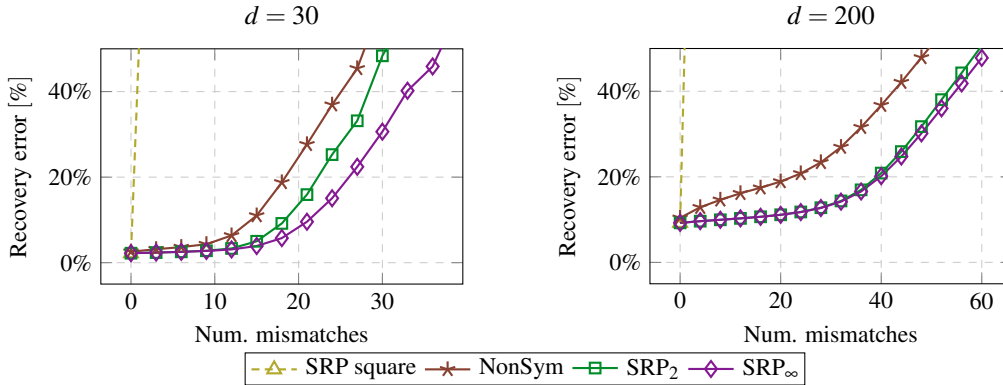 d = 30
d = 200
Recovery error [%]
40%
20%
0%
0 10 20 30
Num. mismatches
Recovery error [%]
40%
20%
0%
0 20 40 60
Num. mismatches
SRP square NonSym SRP₂ SRP∞